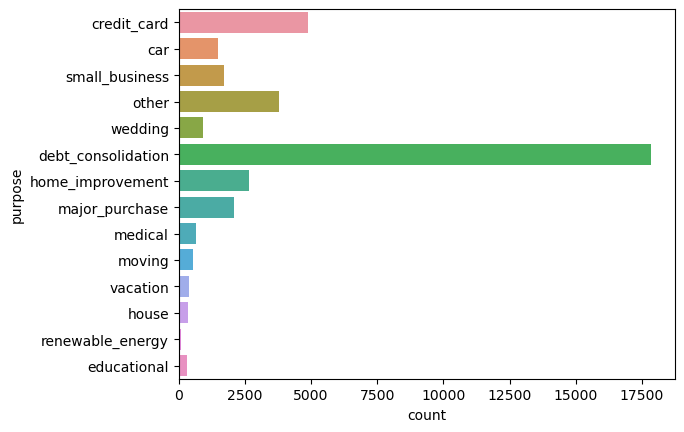 credit_card
car
small_business
other
wedding
debt_consolidation
home_improvement
major_purchase
medical
moving
vacation
house
renewable_energy
educational
purpose
0 2500 5000 7500 10000 12500 15000 17500
count